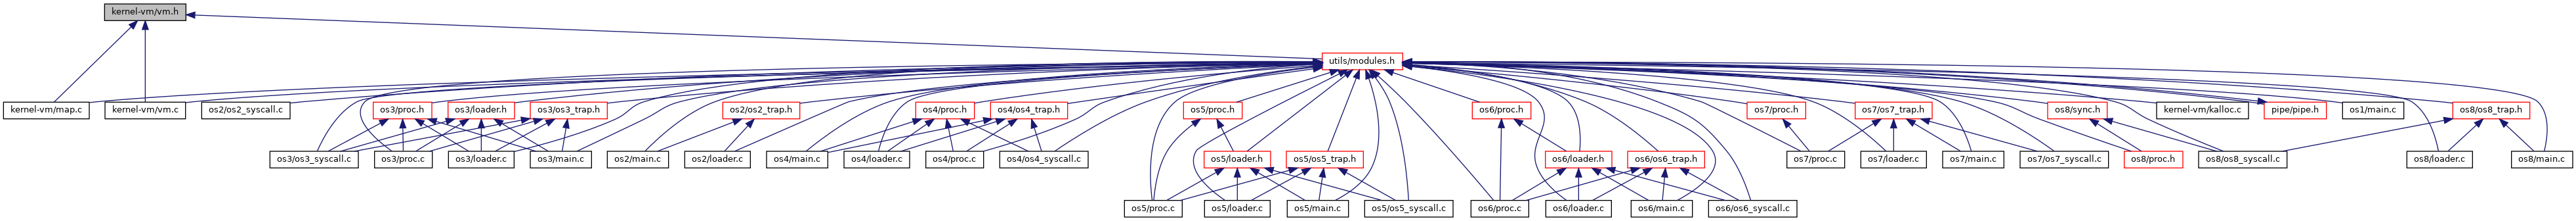 kernel-vm/vm.h
utils/modules.h
kernel-vm/map.c
kernel-vm/vm.c
os2/os2_syscall.c
os3/proc.h
os3/loader.h
os3/os3_trap.h
os2/os2_trap.h
os4/proc.h
os4/os4_trap.h
os5/proc.h
os6/proc.h
os7/proc.h
os7/os7_trap.h
os8/sync.h
kernel-vm/kalloc.c
pipe/pipe.h
os1/main.c
os8/os8_trap.h
os3/os3_syscall.c
os3/proc.c
os3/loader.c
os3/main.c
os2/main.c
os2/loader.c
os4/main.c
os4/loader.c
os4/proc.c
os4/os4_syscall.c
os5/loader.h
os5/os5_trap.h
os6/loader.h
os6/os6_trap.h
os7/proc.c
os7/loader.c
os7/main.c
os7/os7_syscall.c
os8/proc.h
os8/os8_syscall.c
os8/loader.c
os8/main.c
os5/proc.c
os5/loader.c
os5/main.c
os5/os5_syscall.c
os6/proc.c
os6/loader.c
os6/main.c
os6/os6_syscall.c